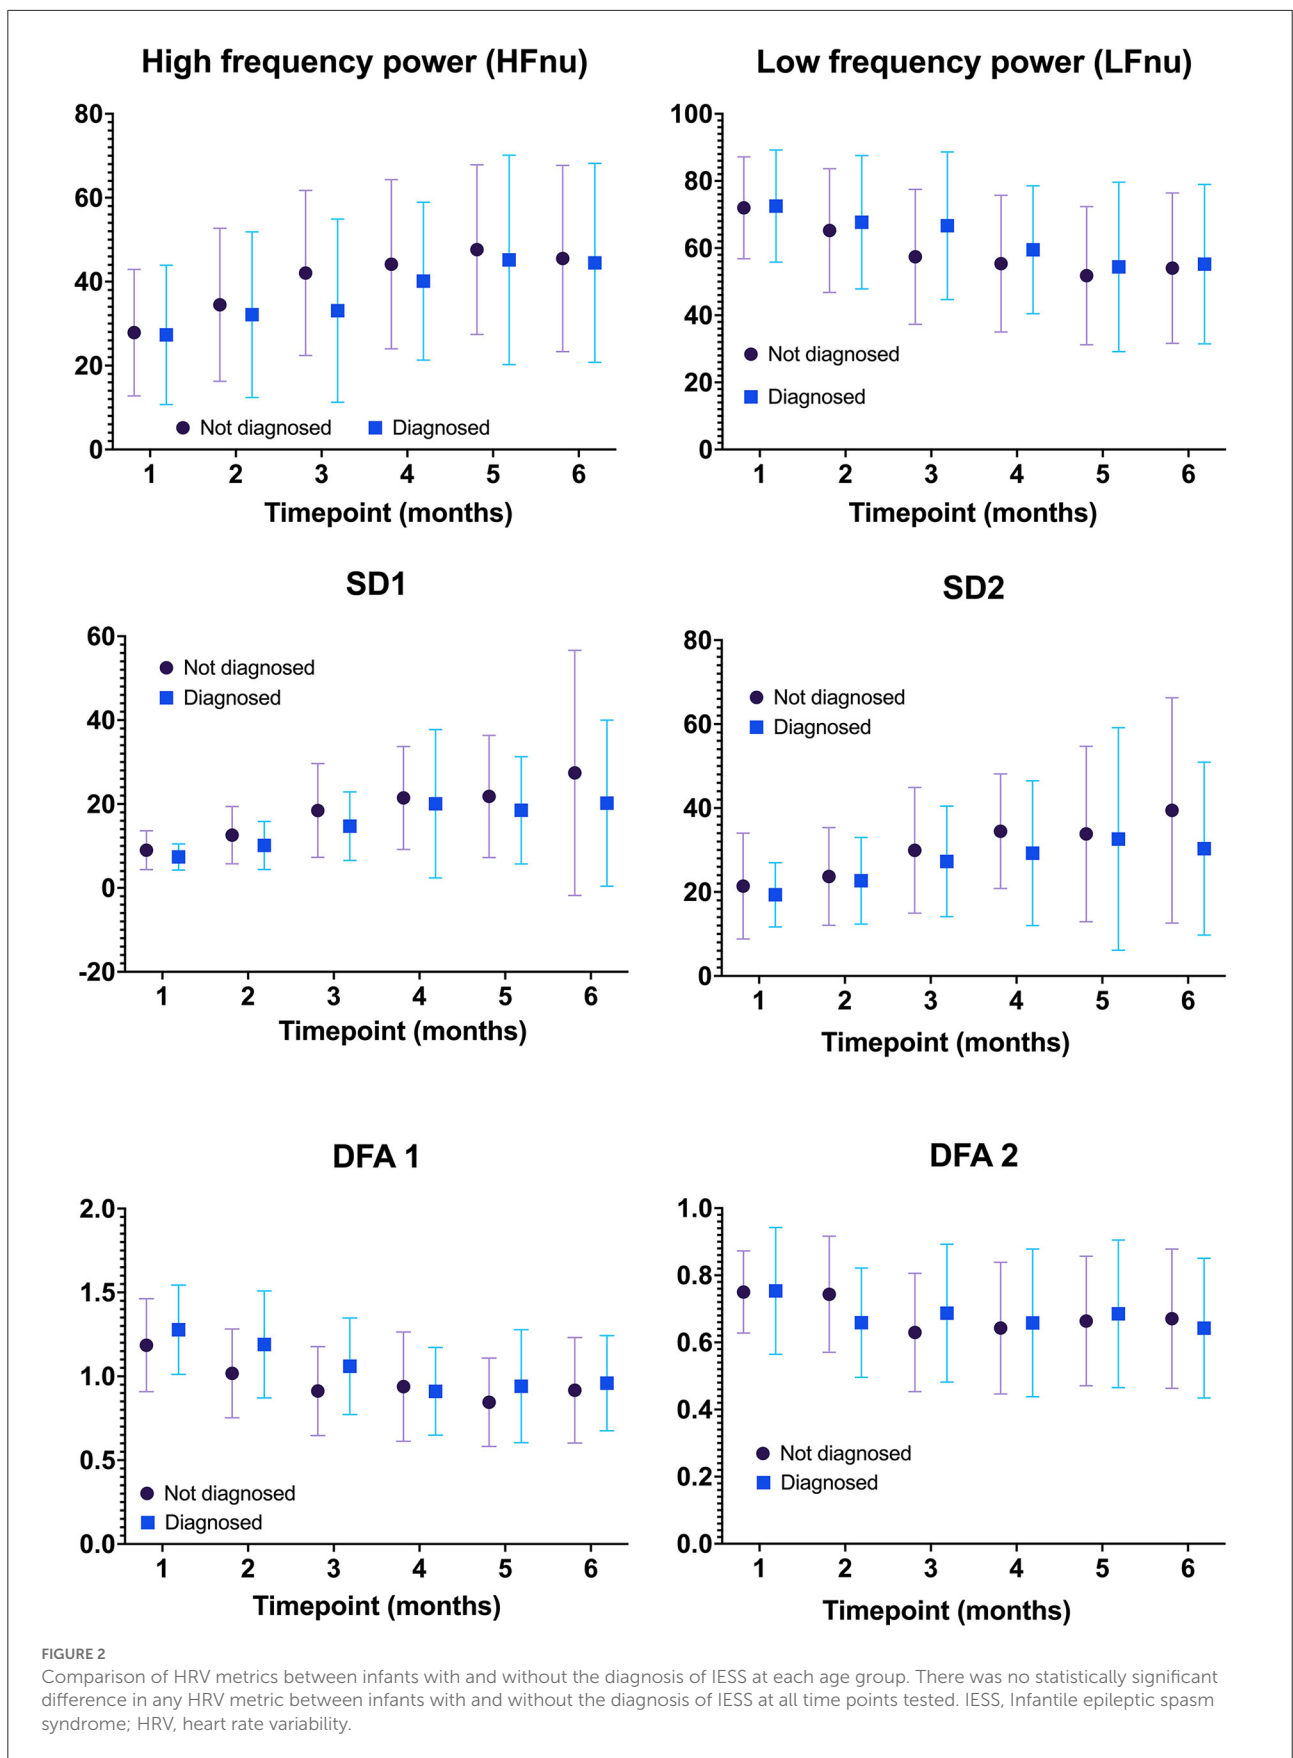 High frequency power (HFnu)
80
60
40
20
0
Not diagnosed
Diagnosed
1 2 3 4 5 6
Timepoint (months)
Low frequency power (LFnu)
100
80
60
40
20
0
Not diagnosed
Diagnosed
1 2 3 4 5 6
Timepoint (months)
SD1
60
40
20
0
-20
Not diagnosed
Diagnosed
1 2 3 4 5 6
Timepoint (months)
SD2
80
60
40
20
0
Not diagnosed
Diagnosed
1 2 3 4 5 6
Timepoint (months)
DFA 1
2.0
1.5
1.0
0.5
0.0
Not diagnosed
Diagnosed
1 2 3 4 5 6
Timepoint (months)
DFA 2
1.0
0.8
0.6
0.4
0.2
0.0
Not diagnosed
Diagnosed
1 2 3 4 5 6
Timepoint (months)
FIGURE 2
Comparison of HRV metrics between infants with and without the diagnosis of IESS at each age group. There was no statistically significant
difference in any HRV metric between infants with and without the diagnosis of IESS at all time points tested. IESS, Infantile epileptic spasm
syndrome; HRV, heart rate variability.